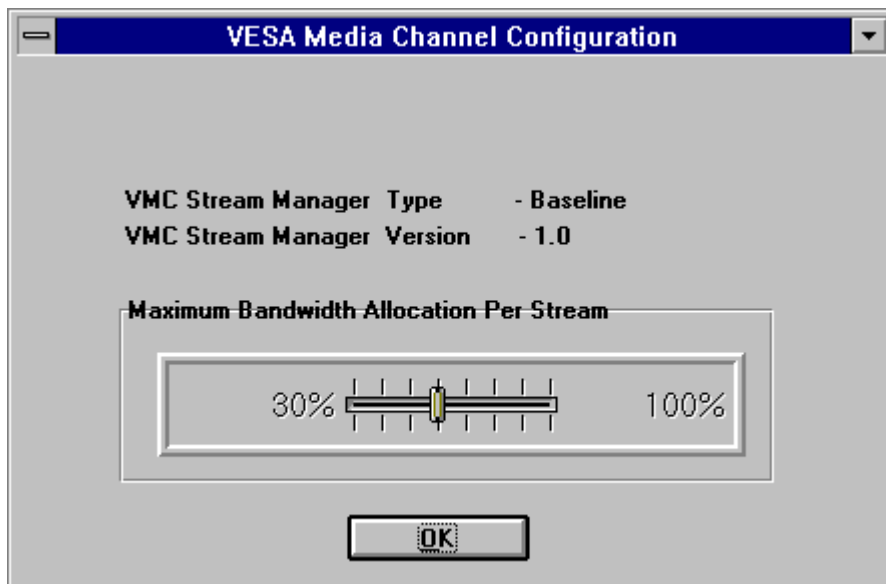 VESA Media Channel Configuration
VMC Stream Manager Type - Baseline
VMC Stream Manager Version - 1.0
Maximum Bandwidth Allocation Per Stream
30% 100%
OK